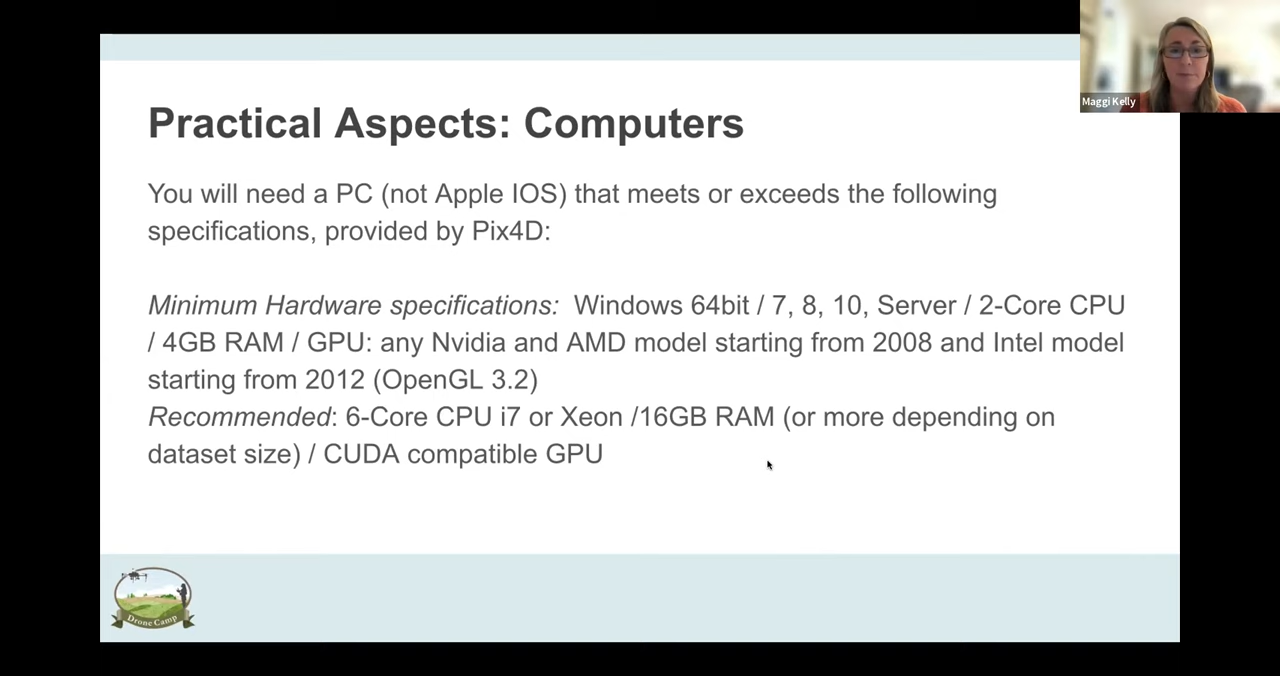 Maggi Kelly
Practical Aspects: Computers
You will need a PC (not Apple IOS) that meets or exceeds the following
specifications, provided by Pix4D:
Minimum Hardware specifications:  Windows 64bit / 7, 8, 10, Server / 2-Core CPU
/ 4GB RAM / GPU: any Nvidia and AMD model starting from 2008 and Intel model
starting from 2012 (OpenGL 3.2)
Recommended: 6-Core CPU i7 or Xeon /16GB RAM (or more depending on
dataset size) / CUDA compatible GPU
Drone Camp